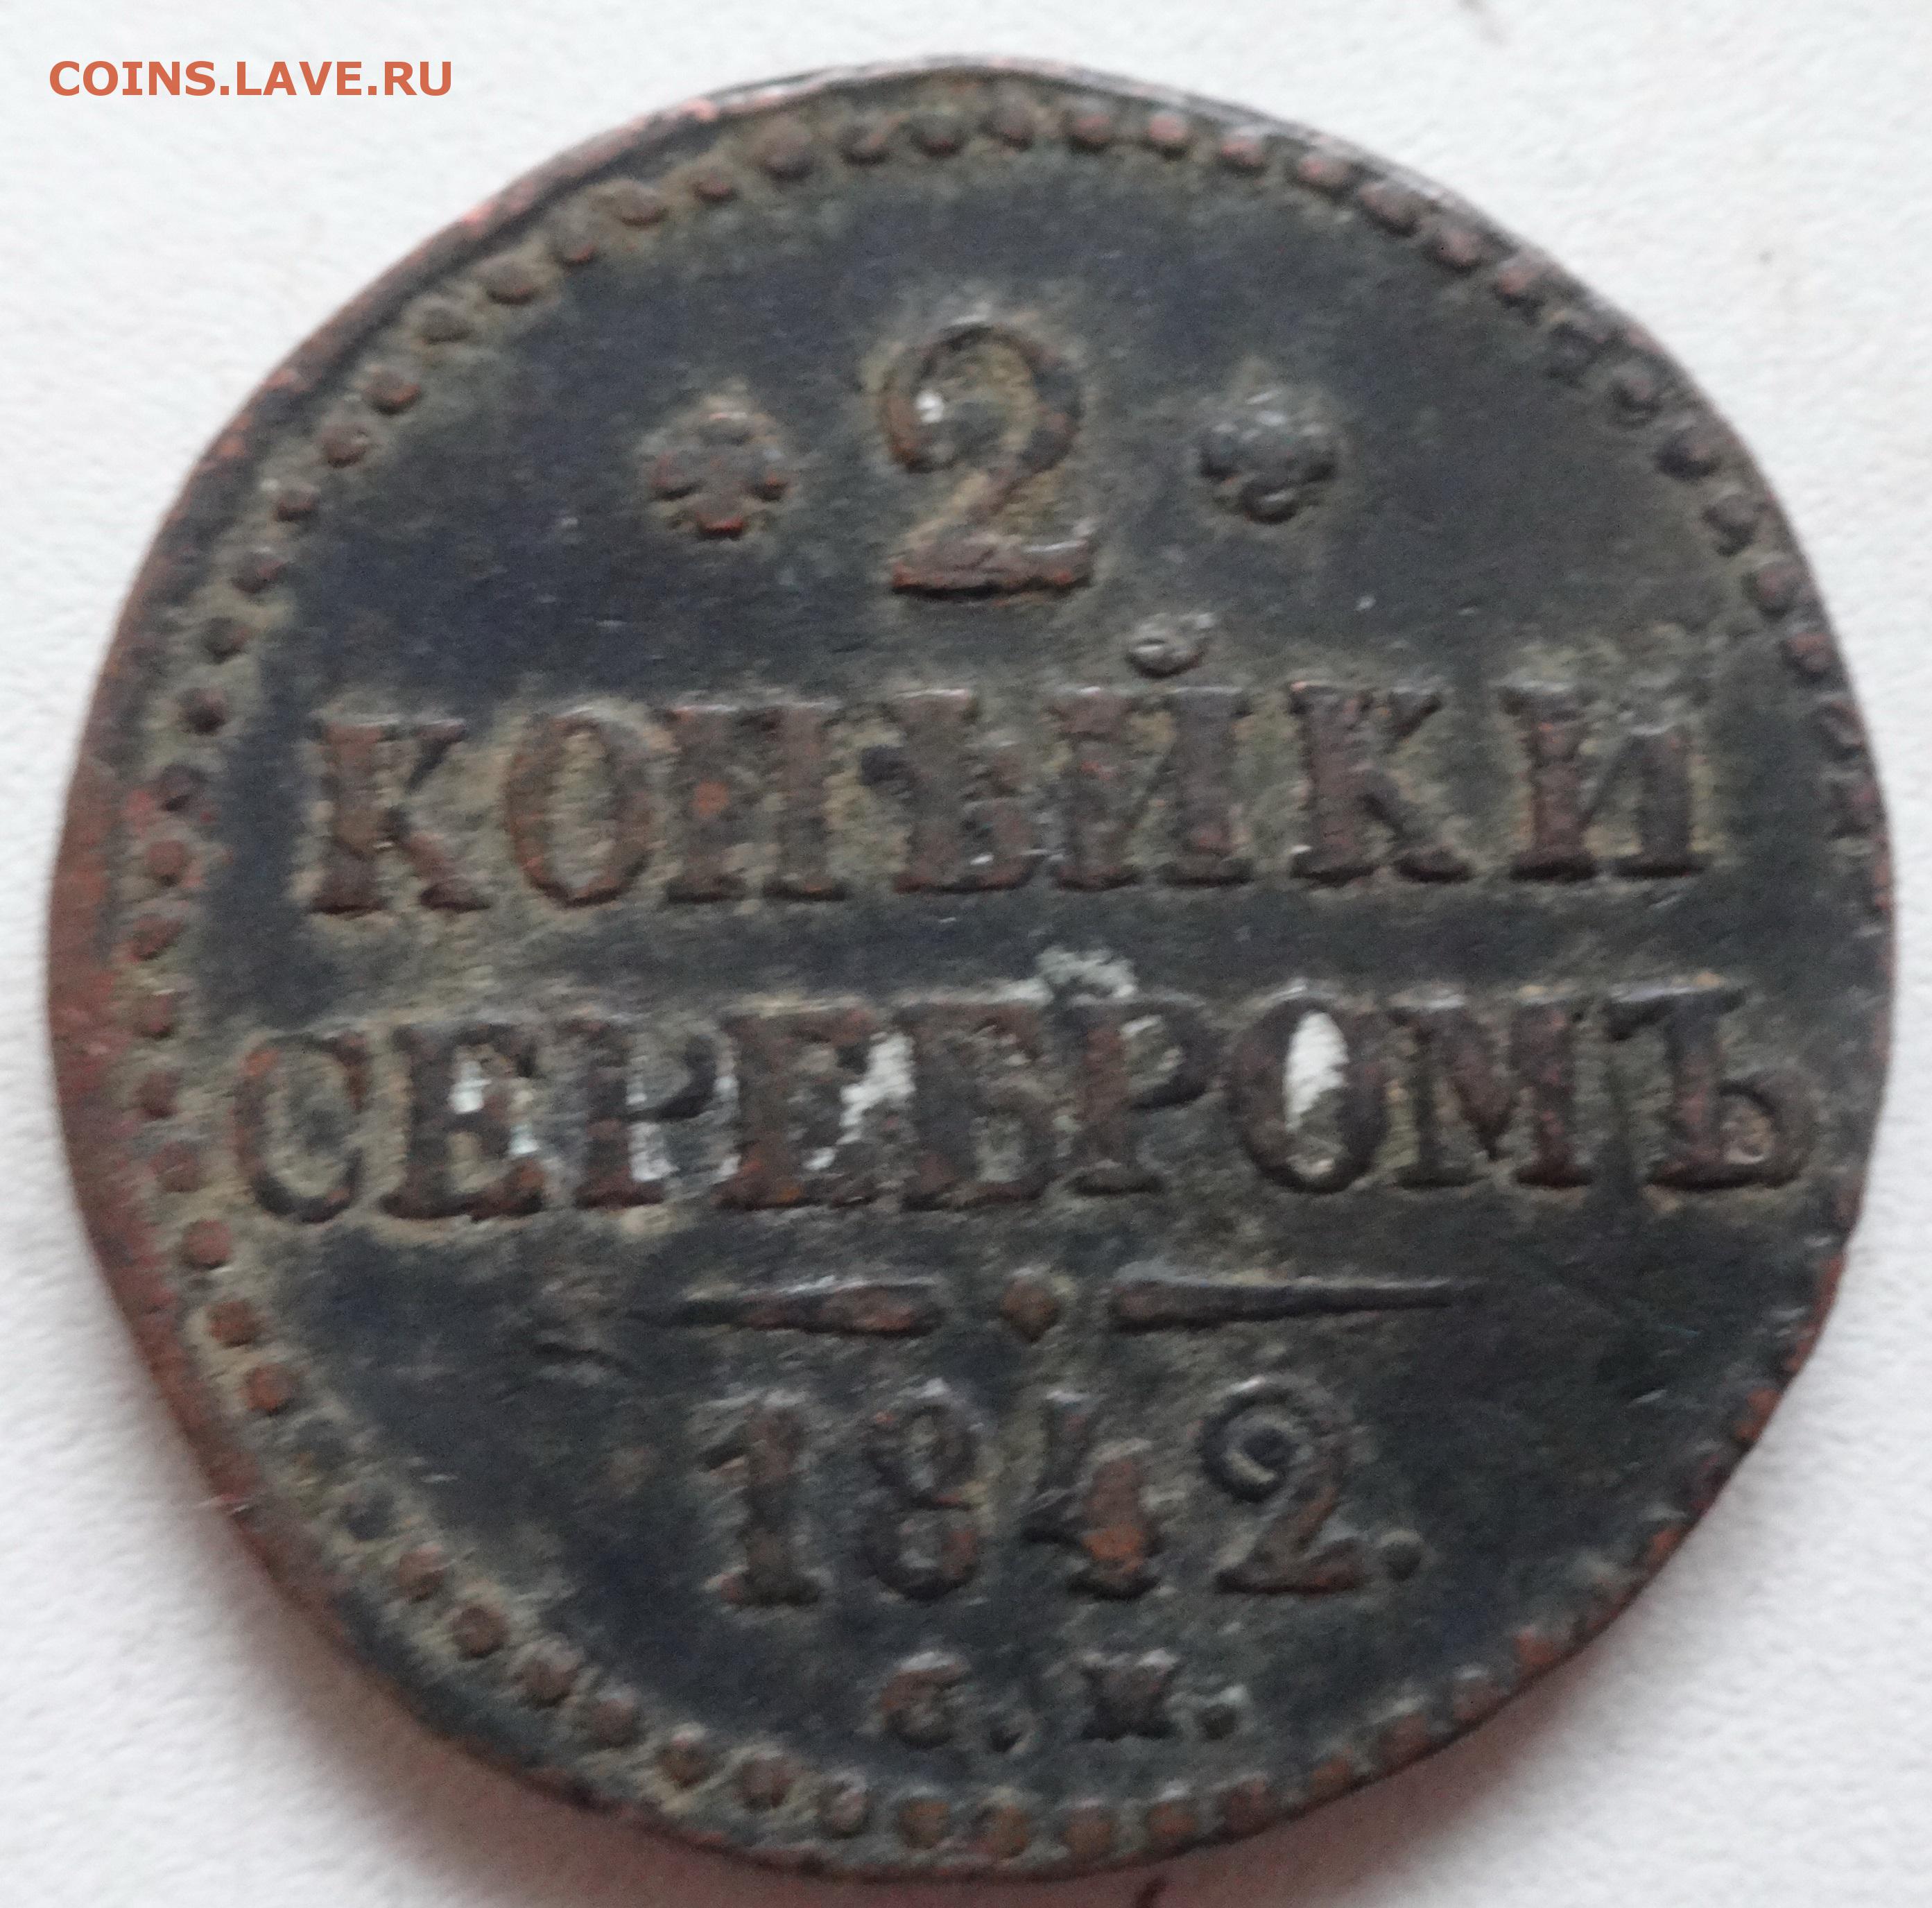 COINS.LAVE.RU
2
КОПѢЙКИ
СЕРЕБРОМЪ
1842.
С.М.